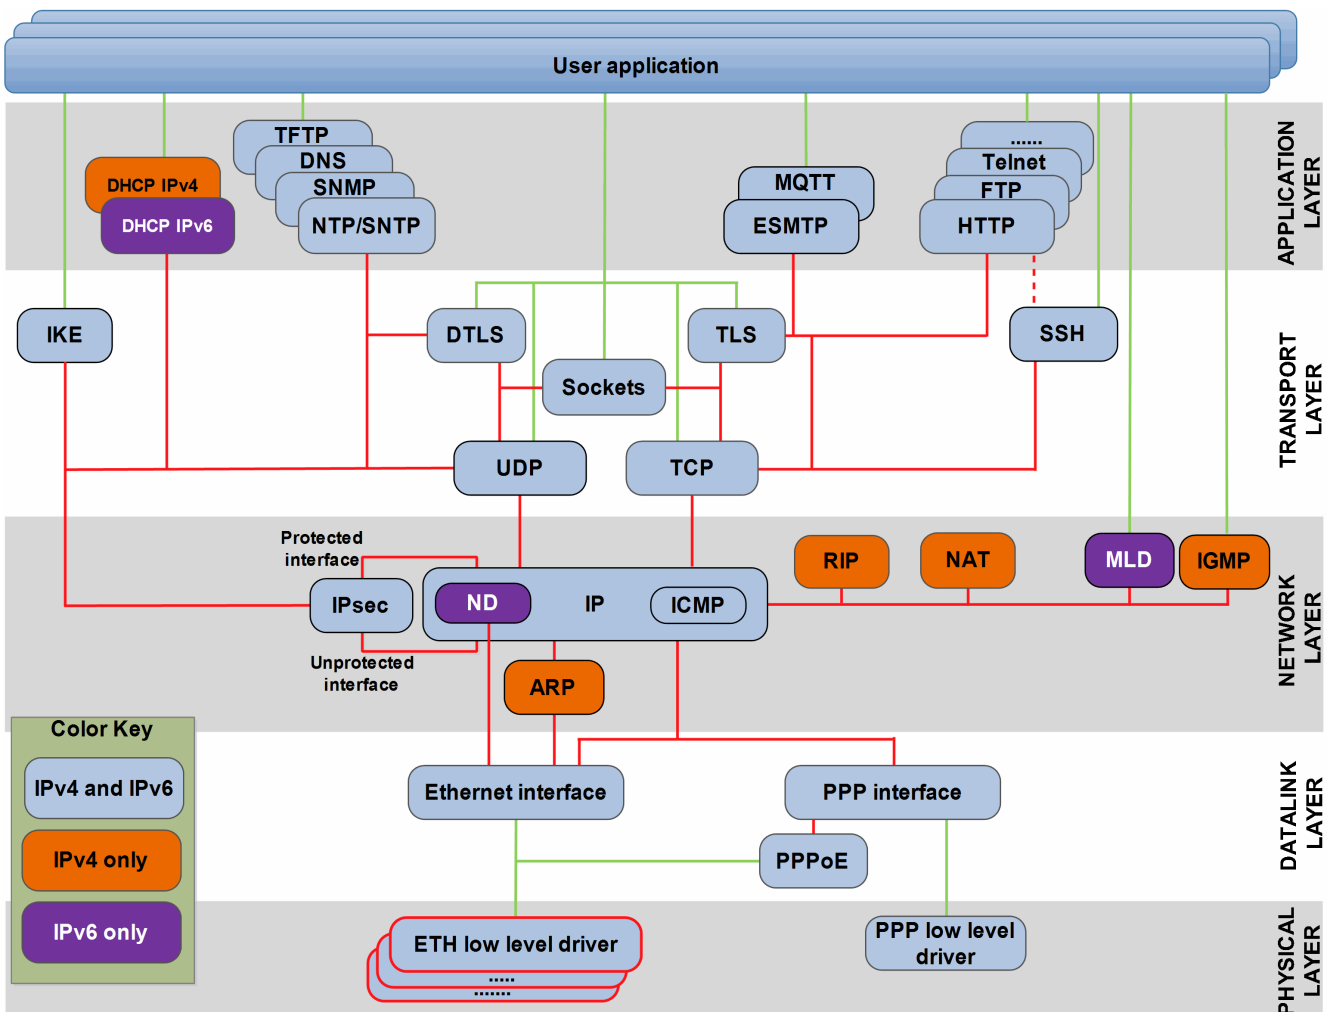 User application
TFTP
DNS
SNMP
NTP/SNTP
DHCP IPv4
DHCP IPv6
MQTT
ESMTP
......
Telnet
FTP
HTTP
APPLICATION
LAYER
IKE
DTLS
TLS
SSH
Sockets
UDP
TCP
TRANSPORT
LAYER
Protected
interface
IPsec
ND
IP
ICMP
RIP
NAT
MLD
IGMP
Unprotected
interface
ARP
NETWORK
LAYER
Color Key
IPv4 and IPv6
IPv4 only
IPv6 only
Ethernet interface
PPP interface
PPPoE
DATALINK
LAYER
ETH low level driver
.....
.......
PPP low level
driver
PHYSICAL
LAYER